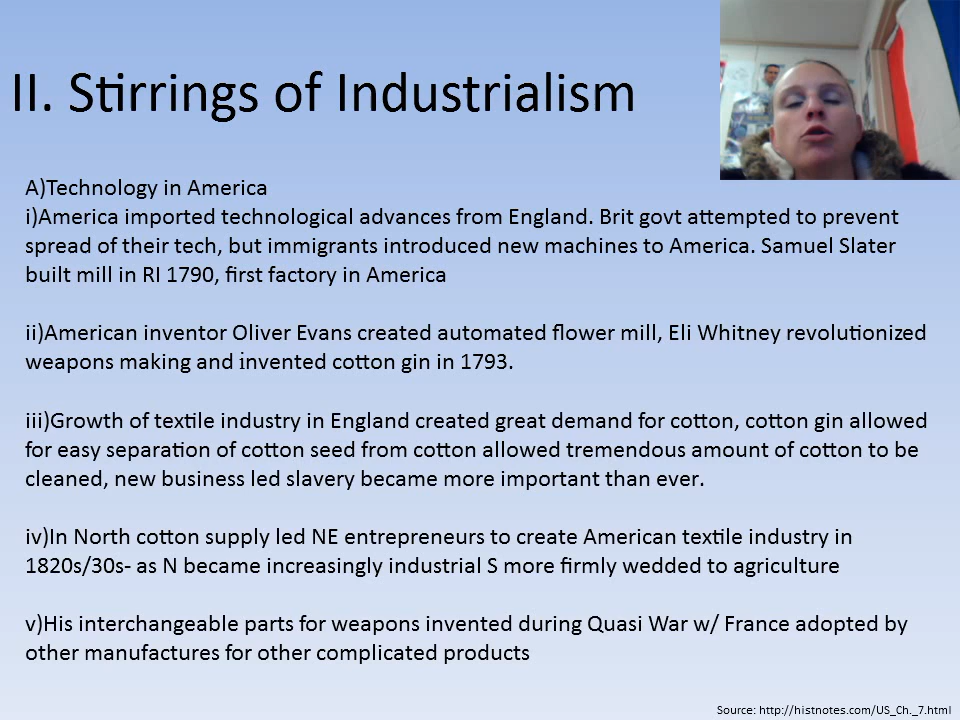 II. Stirrings of Industrialism
A)Technology in America
i)America imported technological advances from England. Brit govt attempted to prevent
spread of their tech, but immigrants introduced new machines to America. Samuel Slater
built mill in RI 1790, first factory in America
ii)American inventor Oliver Evans created automated flower mill, Eli Whitney revolutionized
weapons making and invented cotton gin in 1793.
iii)Growth of textile industry in England created great demand for cotton, cotton gin allowed
for easy separation of cotton seed from cotton allowed tremendous amount of cotton to be
cleaned, new business led slavery became more important than ever.
iv)In North cotton supply led NE entrepreneurs to create American textile industry in
1820s/30s- as N became increasingly industrial S more firmly wedded to agriculture
v)His interchangeable parts for weapons invented during Quasi War w/ France adopted by
other manufactures for other complicated products
Source: http://histnotes.com/US_Ch._7.html